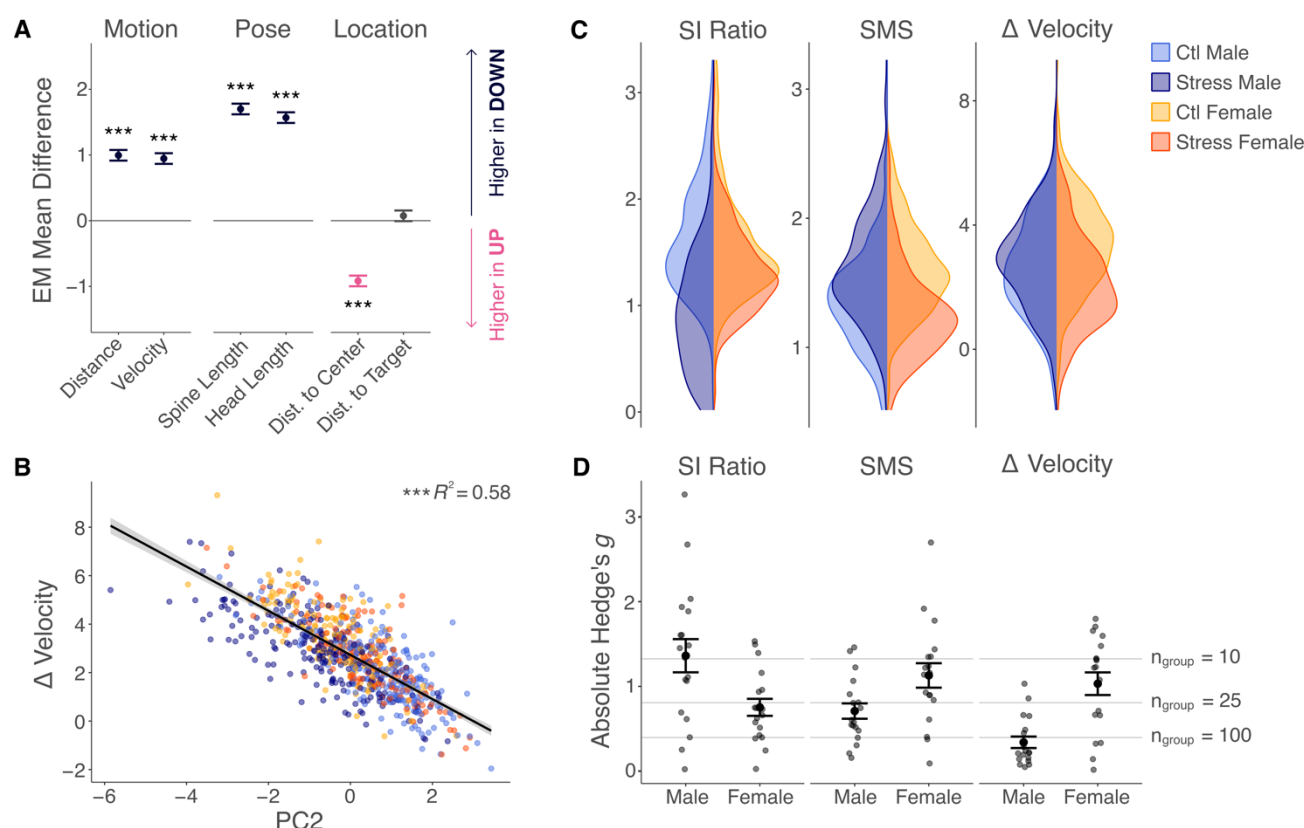 A
Motion
Pose
Location
EM Mean Difference
2
1
0
−1
***
***
***
***
***
Distance
Velocity
Spine Length
Head Length
Dist. to Center
Dist. to Target
Higher in DOWN
Higher in UP
B
*** R² = 0.58
Δ Velocity
8
6
4
2
0
−2
−6
−4
−2
0
2
PC2
C
SI Ratio
SMS
Δ Velocity
3
2
1
0
3
2
1
8
4
0
Ctl Male
Stress Male
Ctl Female
Stress Female
D
SI Ratio
SMS
Δ Velocity
Absolute Hedge's g
3
2
1
0
n_group = 10
n_group = 25
n_group = 100
Male Female Male Female Male Female